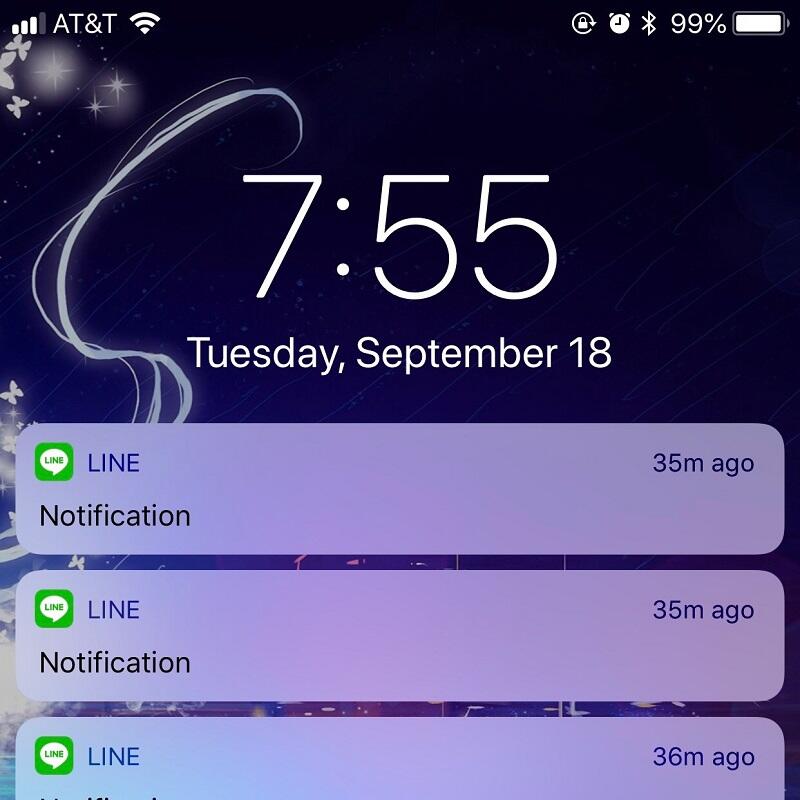 AT&T 99%
7:55
Tuesday, September 18
LINE LINE 35m ago
Notification
LINE LINE 35m ago
Notification
LINE LINE 36m ago